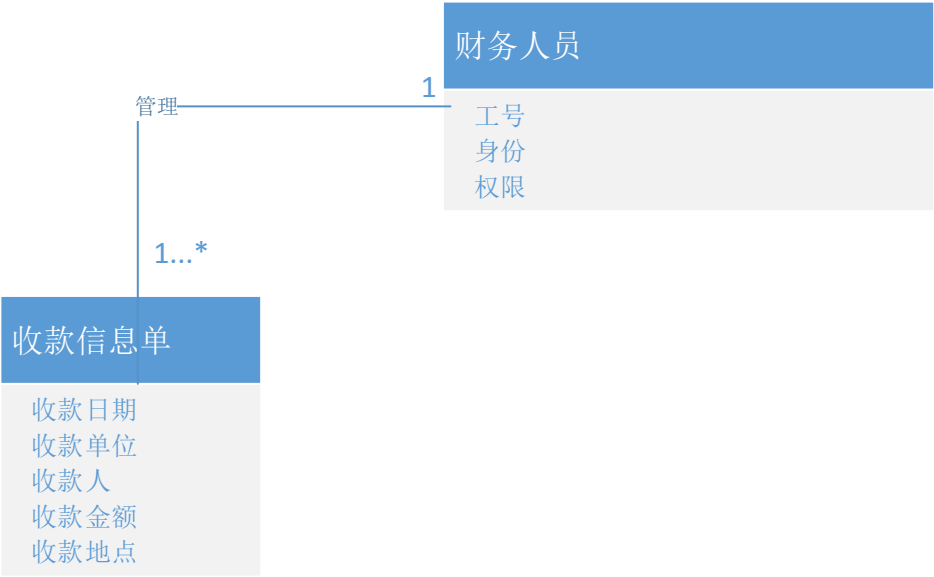 财务人员
1
管理
工号
身份
权限
1...*
收款信息单
收款日期
收款单位
收款人
收款金额
收款地点